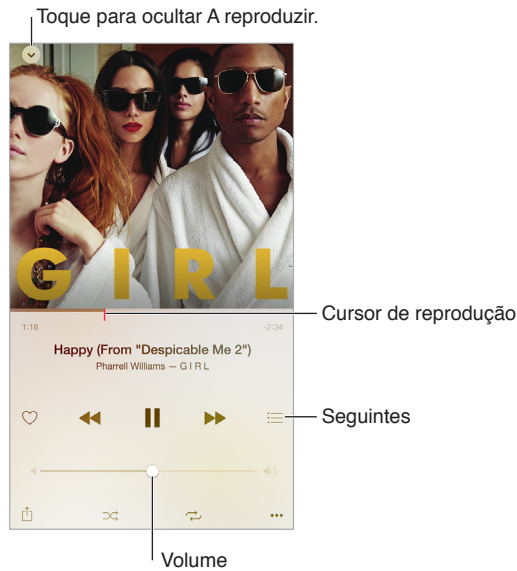 Toque para ocultar A reproduzir.
G I R L
Cursor de reprodução
1:18
-2:34
Happy (From "Despicable Me 2")
Pharrell Williams — G I R L
Seguintes
Volume